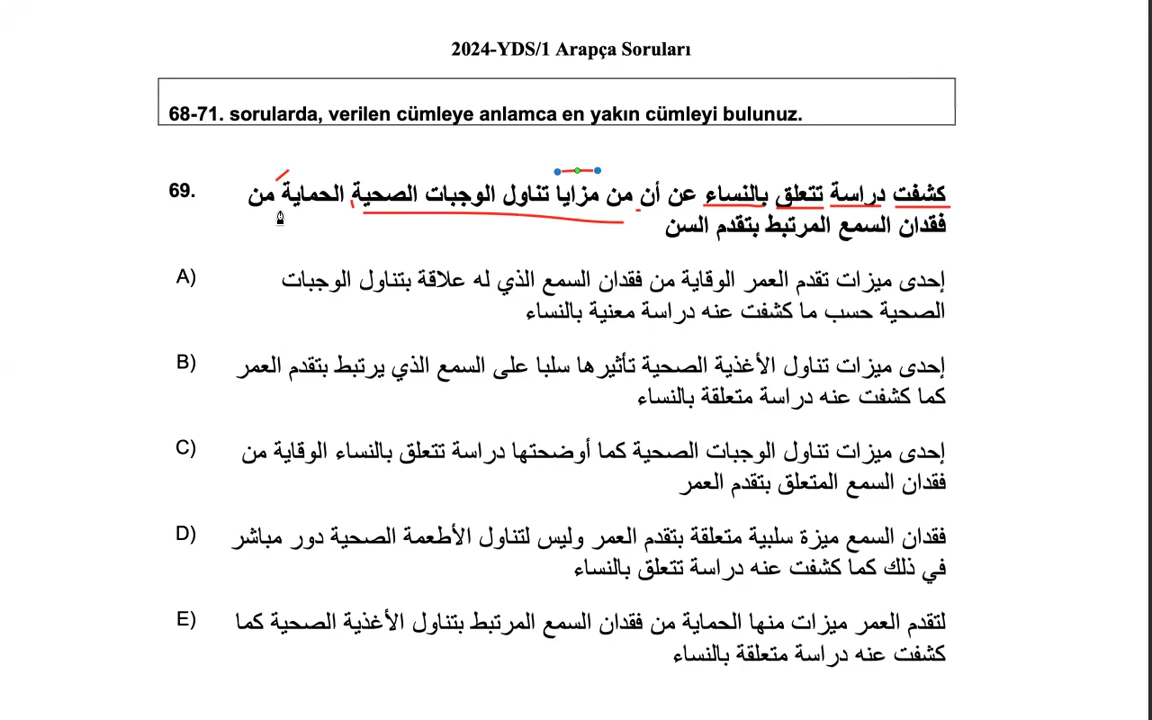 2024-YDS/1 Arapça Soruları
68-71. sorularda, verilen cümleye anlamca en yakın cümleyi bulunuz.
69. كشفت دراسة تتعلق بالنساء عن أن من مزايا تناول الوجبات الصحية الحماية من
فقدان السمع المرتبط بتقدم السن
A) إحدى ميزات تقدم العمر الوقاية من فقدان السمع الذي له علاقة بتناول الوجبات
الصحية حسب ما كشفت عنه دراسة معنية بالنساء
B) إحدى ميزات تناول الأغذية الصحية تأثيرها سلبا على السمع الذي يرتبط بتقدم العمر
كما كشفت عنه دراسة متعلقة بالنساء
C) إحدى ميزات تناول الوجبات الصحية كما أوضحتها دراسة تتعلق بالنساء الوقاية من
فقدان السمع المتعلق بتقدم العمر
D) فقدان السمع ميزة سلبية متعلقة بتقدم العمر وليس لتناول الأطعمة الصحية دور مباشر
في ذلك كما كشفت عنه دراسة تتعلق بالنساء
E) لتقدم العمر ميزات منها الحماية من فقدان السمع المرتبط بتناول الأغذية الصحية كما
كشفت عنه دراسة متعلقة بالنساء